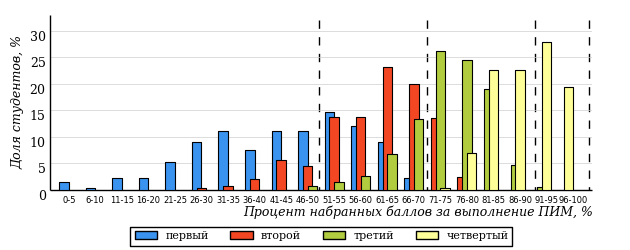 Доля студентов, %
30
25
20
15
10
5
0
0-5 6-10 11-15 16-20 21-25 26-30 31-35 36-40 41-45 46-50 51-55 56-60 61-65 66-70 71-75 76-80 81-85 86-90 91-95 96-100
Процент набранных баллов за выполнение ПИМ, %
первый второй третий четвертый